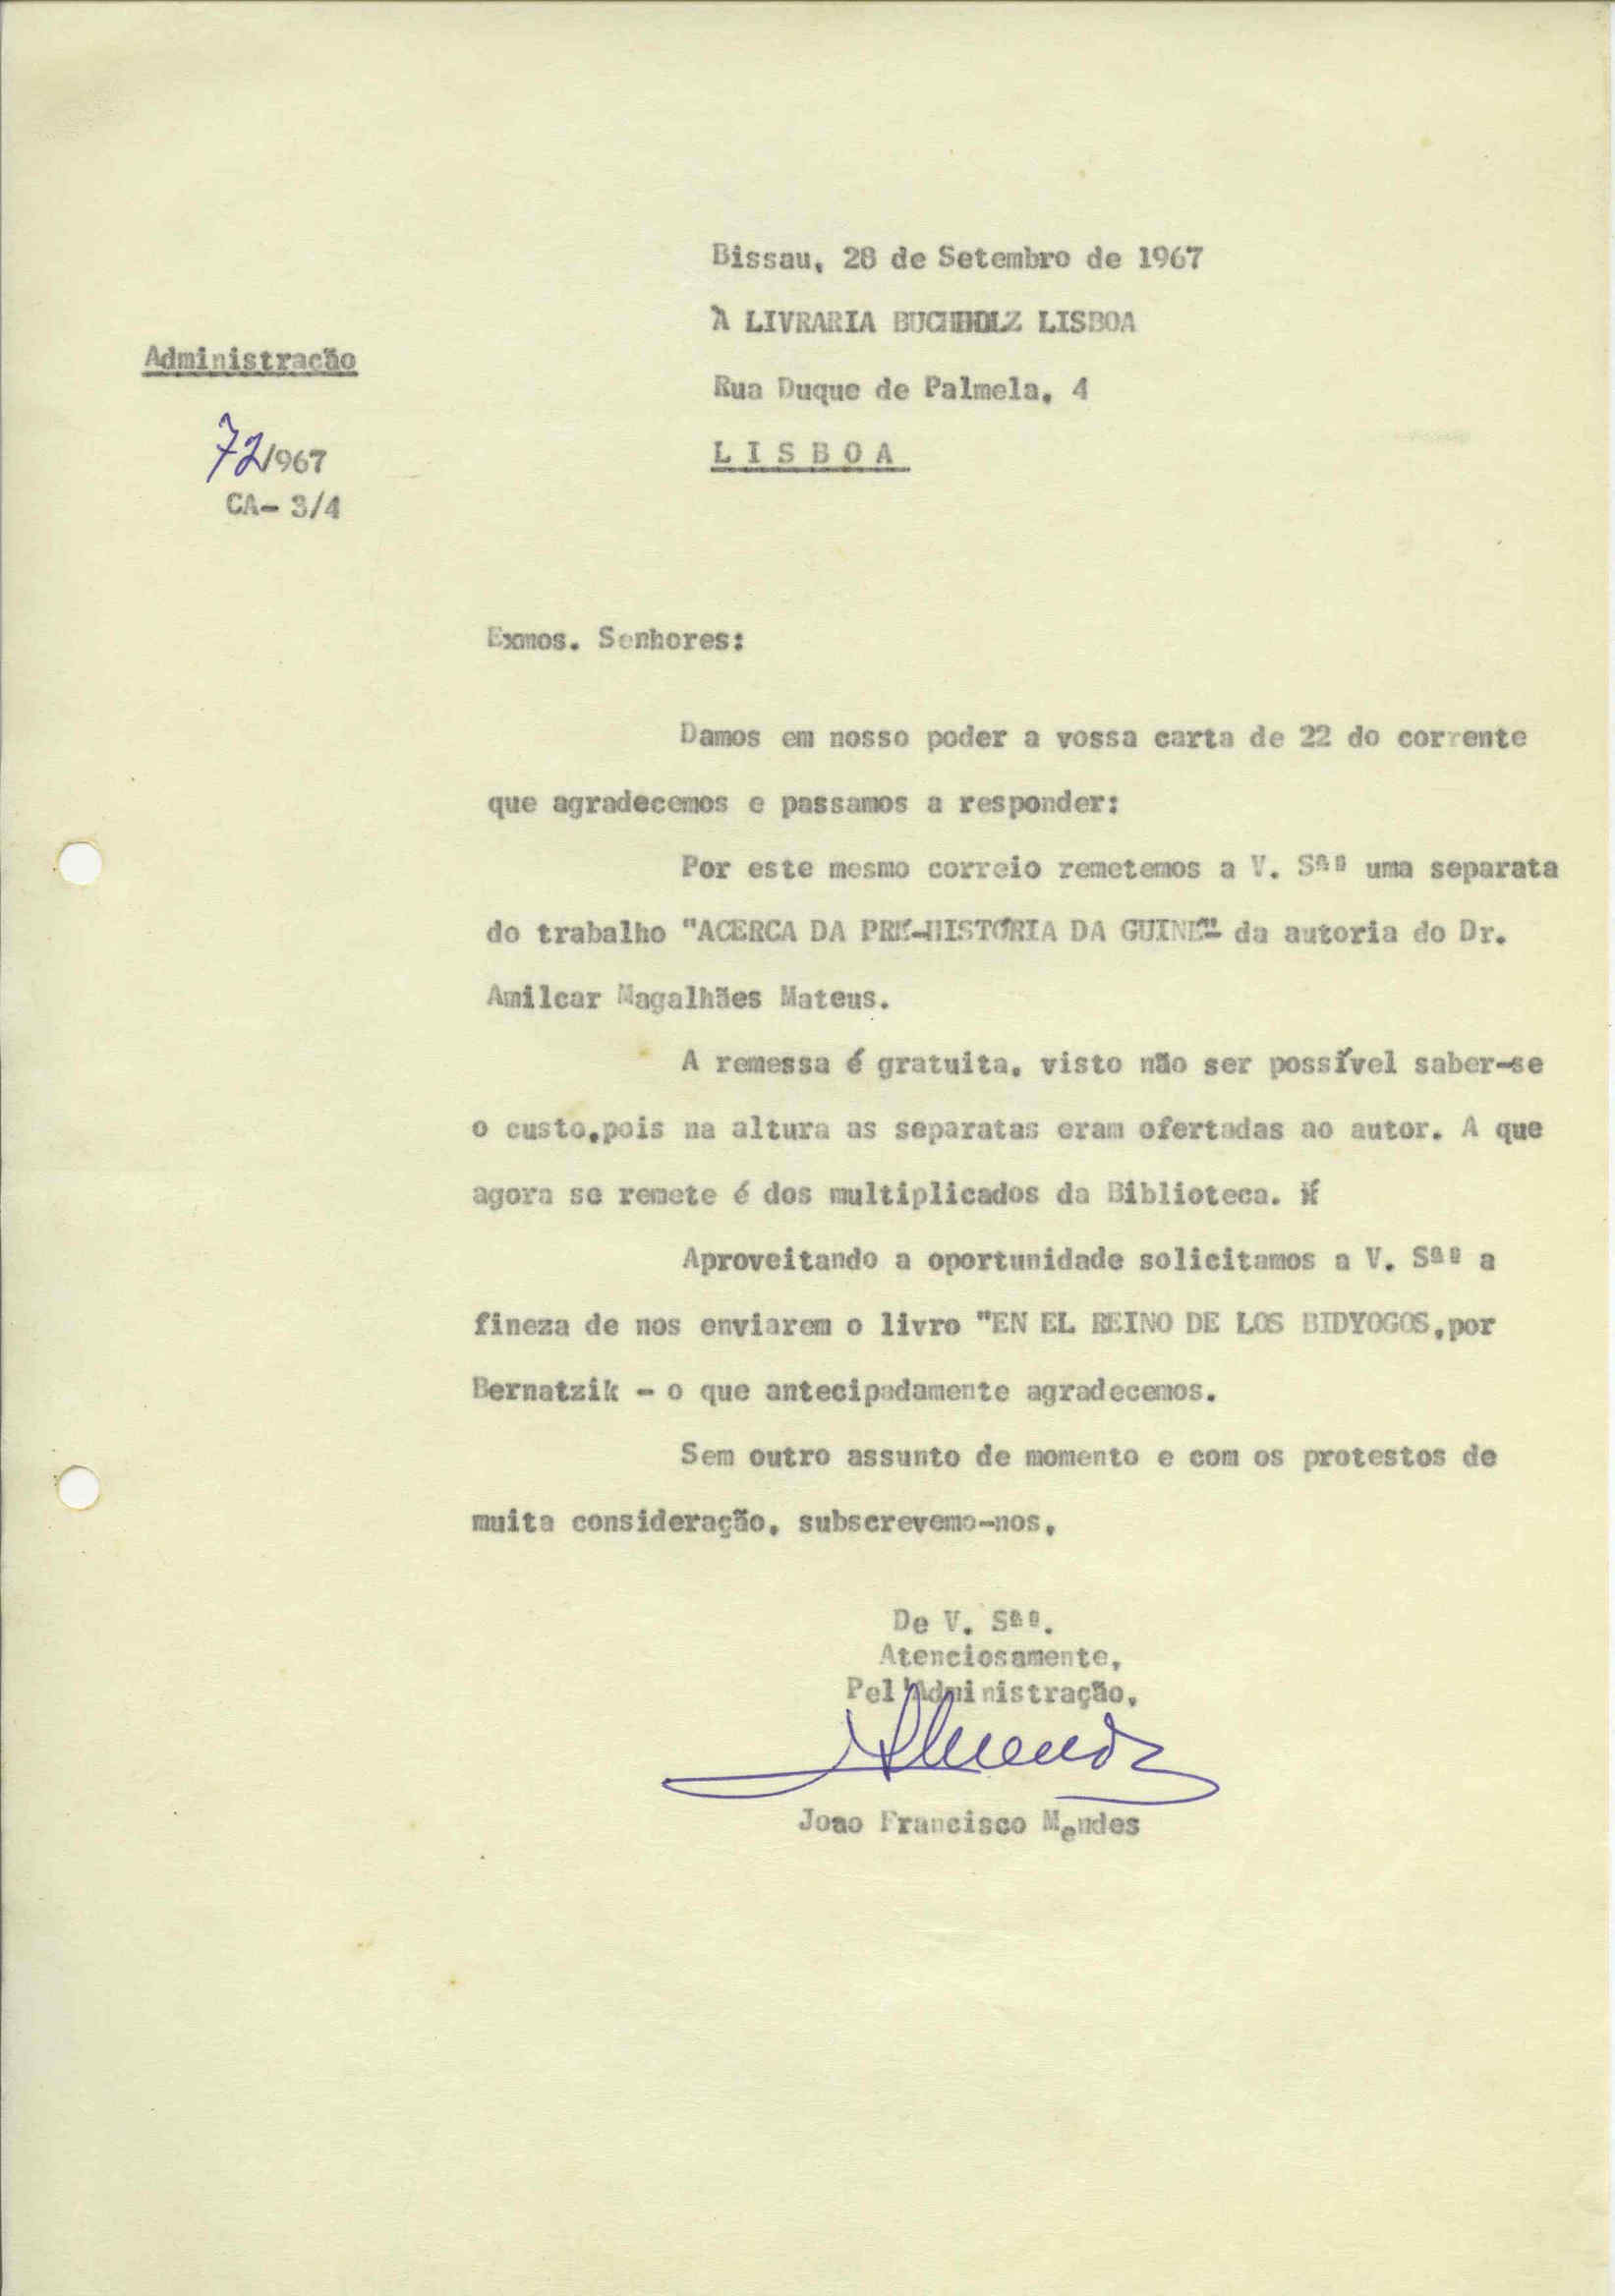 Bissau, 28 de Setembro de 1967
À LIVRARIA BUCHHOLZ LISBOA
Administração
Rua Duque de Palmela, 4
72/967
LISBOA
CA- 3/4
Exmos. Senhores:
Damos em nosso poder a vossa carta de 22 do corrente
que agradecemos e passamos a responder:
Por este mesmo correio remetemos a V. Sªs uma separata
do trabalho "ACERCA DA PRÉ-HISTÓRIA DA GUINÉ" da autoria do Dr.
Amilcar Magalhães Mateus.
A remessa é gratuita, visto não ser possível saber-se
o custo,pois na altura as separatas eram ofertadas ao autor. A que
agora se remete é dos multiplicados da Biblioteca.
Aproveitando a oportunidade solicitamos a V. Sªs a
fineza de nos enviarem o livro "EN EL REINO DE LOS BIDYOGOS,por
Bernatzik - o que antecipadamente agradecemos.
Sem outro assunto de momento e com os protestos de
muita consideração, subscrevemo-nos,
De V. Sªs.
Atenciosamente,
Pel'Administração,
Joao Francisco Mendes